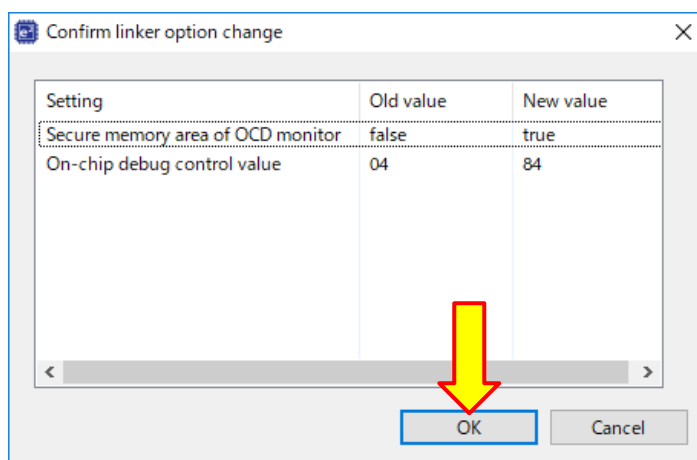 Confirm linker option change
Setting Old value New value
Secure memory area of OCD monitor false true
On-chip debug control value 04 84
OK Cancel